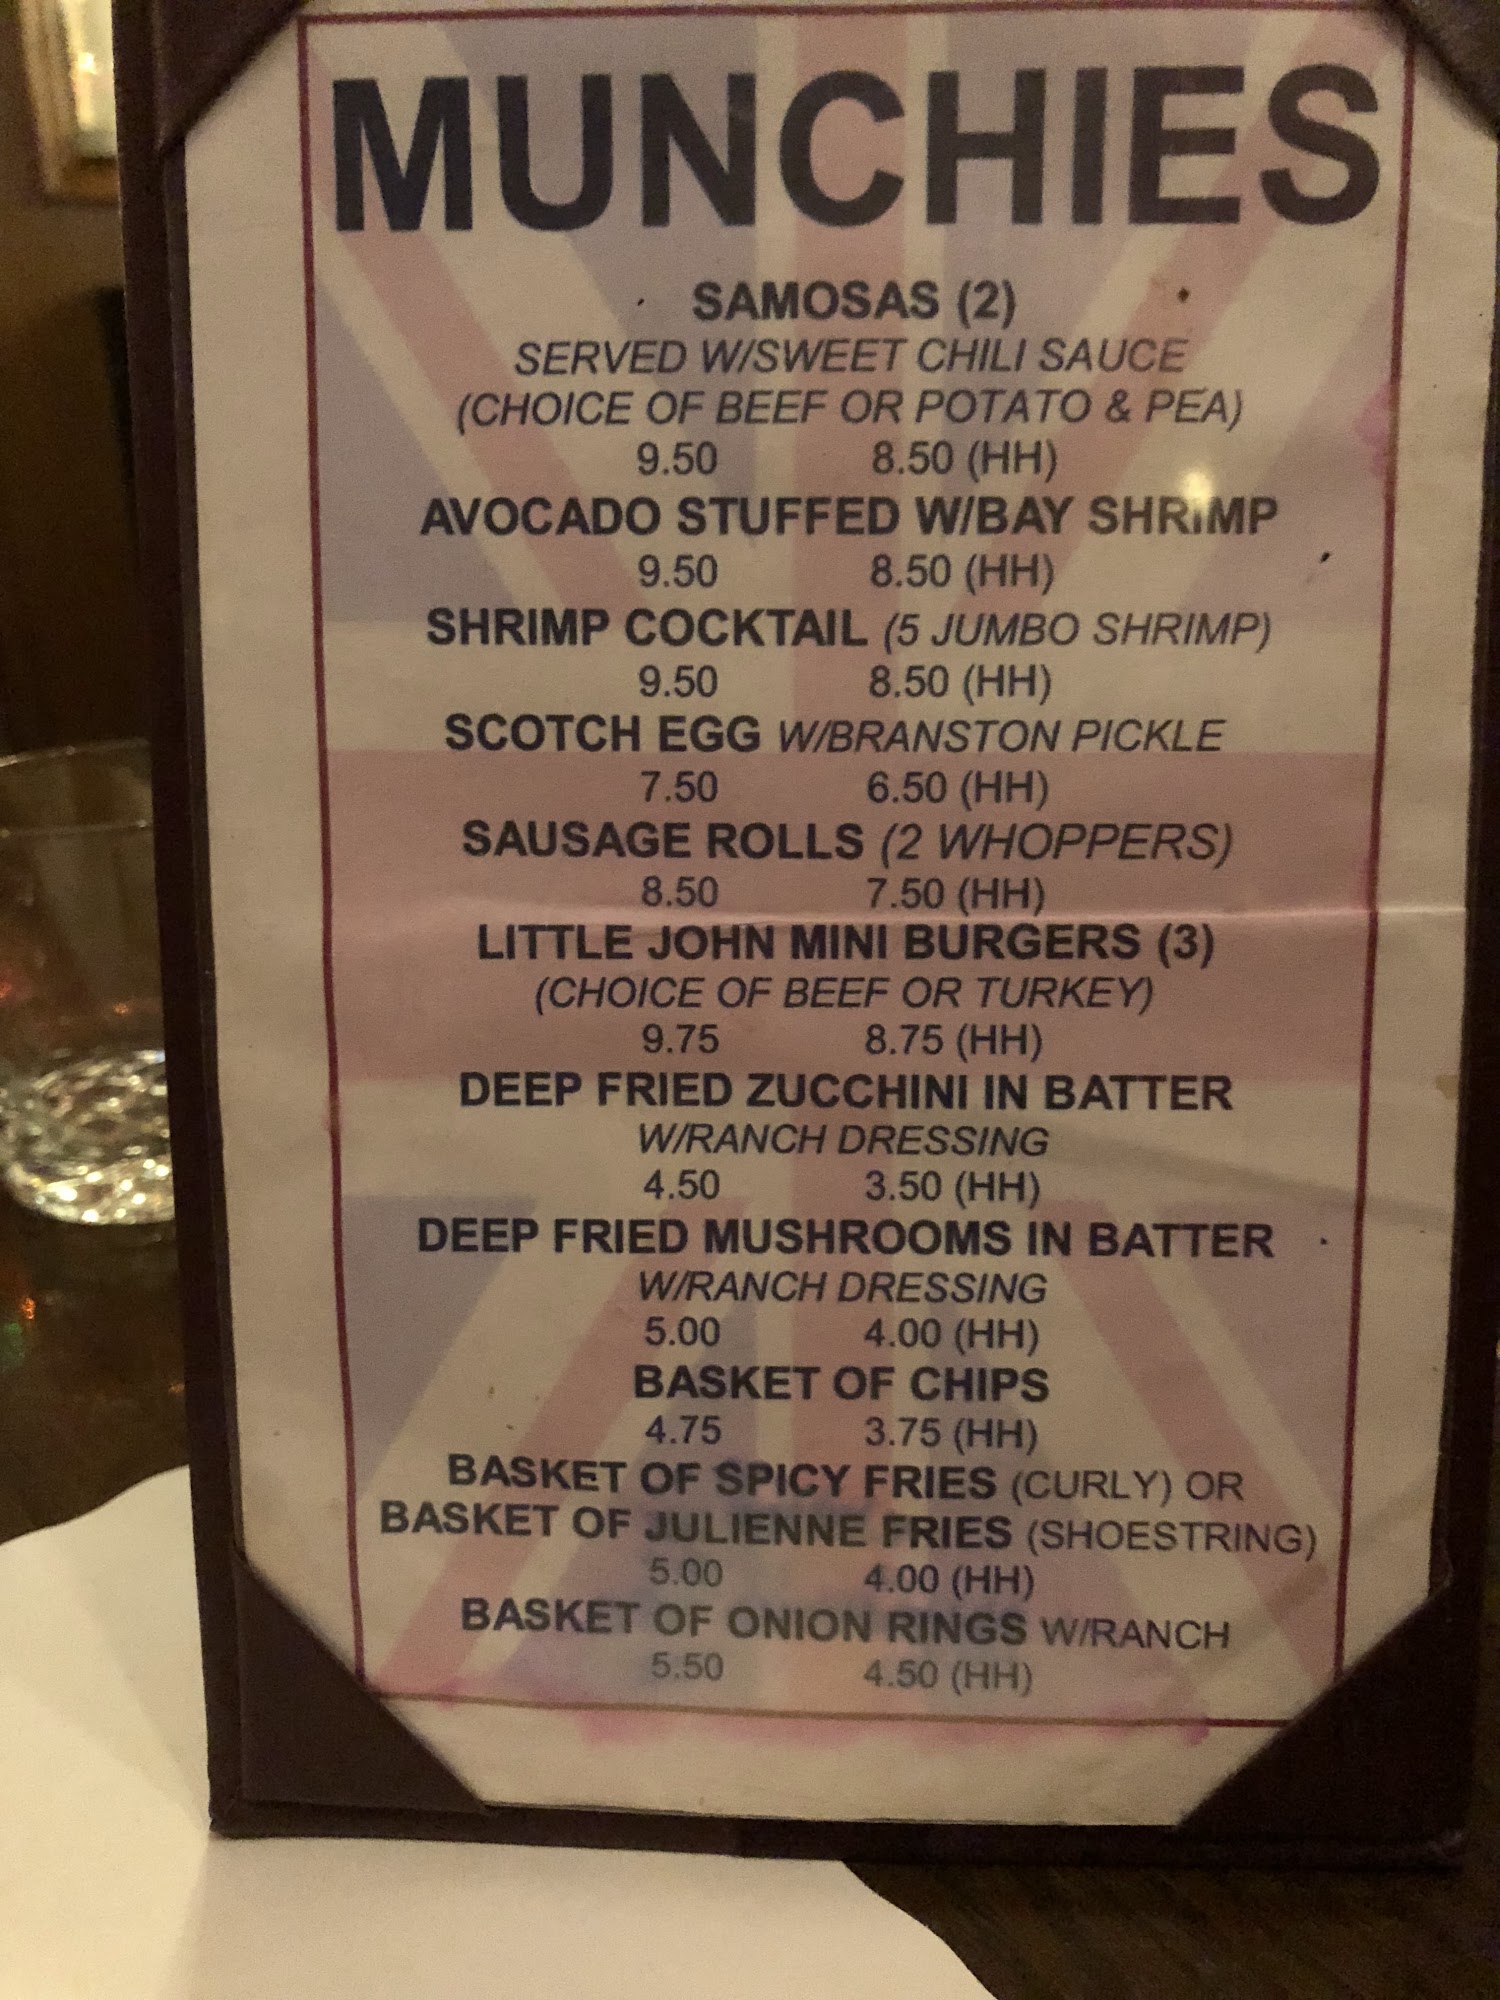 MUNCHIES
SAMOSAS (2)
SERVED W/SWEET CHILI SAUCE
(CHOICE OF BEEF OR POTATO & PEA)
9.50 8.50 (HH)
AVOCADO STUFFED W/BAY SHRIMP
9.50 8.50 (HH)
SHRIMP COCKTAIL (5 JUMBO SHRIMP)
9.50 8.50 (HH)
SCOTCH EGG W/BRANSTON PICKLE
7.50 6.50 (HH)
SAUSAGE ROLLS (2 WHOPPERS)
8.50 7.50 (HH)
LITTLE JOHN MINI BURGERS (3)
(CHOICE OF BEEF OR TURKEY)
9.75 8.75 (HH)
DEEP FRIED ZUCCHINI IN BATTER
W/RANCH DRESSING
4.50 3.50 (HH)
DEEP FRIED MUSHROOMS IN BATTER
W/RANCH DRESSING
5.00 4.00 (HH)
BASKET OF CHIPS
4.75 3.75 (HH)
BASKET OF SPICY FRIES (CURLY) OR
BASKET OF JULIENNE FRIES (SHOESTRING)
5.00 4.00 (HH)
BASKET OF ONION RINGS W/RANCH
5.50 4.50 (HH)